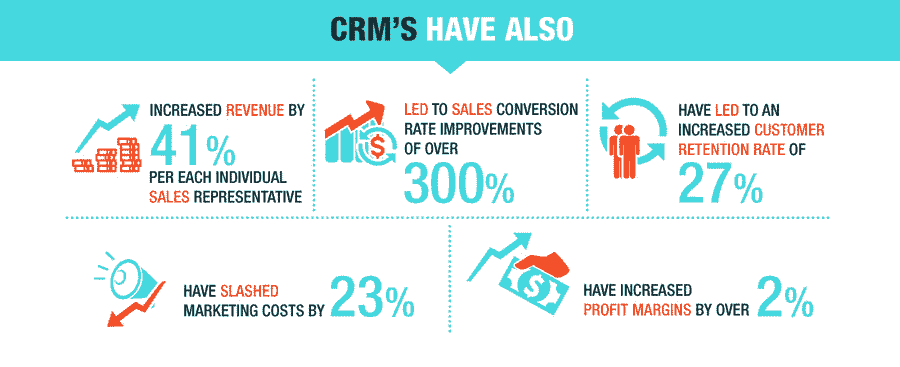 CRM'S HAVE ALSO
INCREASED REVENUE BY
41%
PER EACH INDIVIDUAL
SALES REPRESENTATIVE
LED TO SALES CONVERSION
RATE IMPROVEMENTS
OF OVER
300%
HAVE LED TO AN
INCREASED CUSTOMER
RETENTION RATE OF
27%
HAVE SLASHED
MARKETING COSTS BY 23%
HAVE INCREASED
PROFIT MARGINS BY OVER 2%